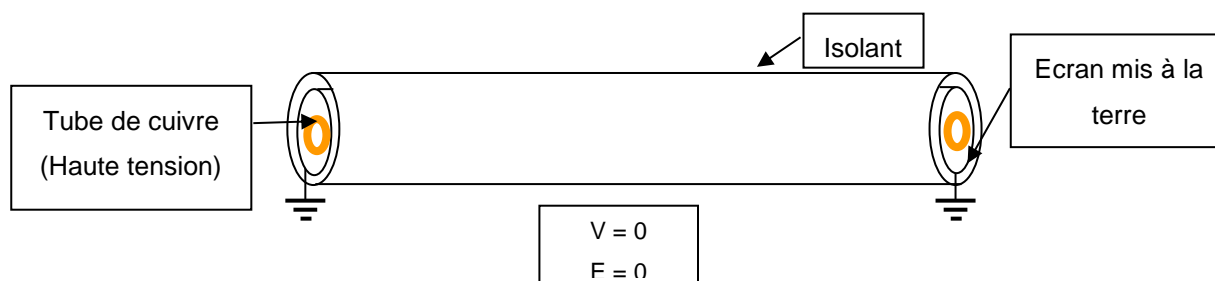 Isolant
Ecran mis à la
terre
Tube de cuivre
(Haute tension)
V = 0
E = 0